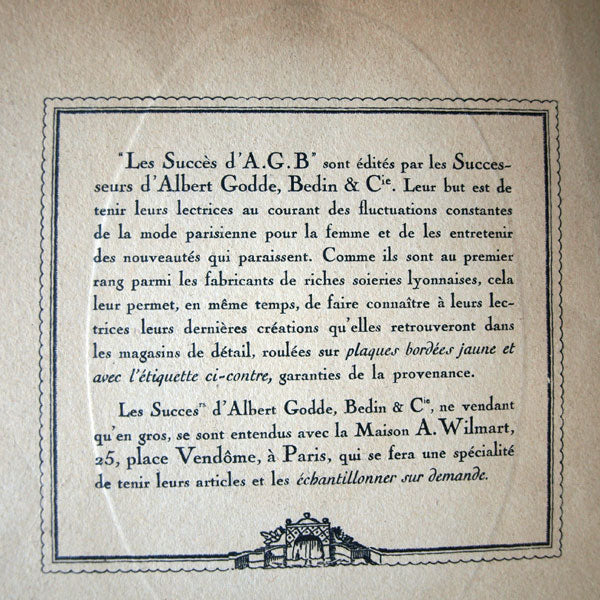 "Les Succès d'A.G.B" sont édités par les Succes-
seurs d'Albert Godde, Bedin & Cie. Leur but est de
tenir leurs lectrices au courant des fluctuations constantes
de la mode parisienne pour la femme et de les entretenir
des nouveautés qui paraissent. Comme ils sont au premier
rang parmi les fabricants de riches soieries lyonnaises, cela
leur permet, en même temps, de faire connaître à leurs lec-
trices leurs dernières créations qu'elles retrouveront dans
les magasins de détail, roulées sur plaques bordées jaune et
avec l'étiquette ci-contre, garanties de la provenance.
Les Succesrs d'Albert Godde, Bedin & Cie, ne vendant
qu'en gros, se sont entendus avec la Maison A. Wilmart,
25, place Vendôme, à Paris, qui se fera une spécialité
de tenir leurs articles et les échantillonner sur demande.